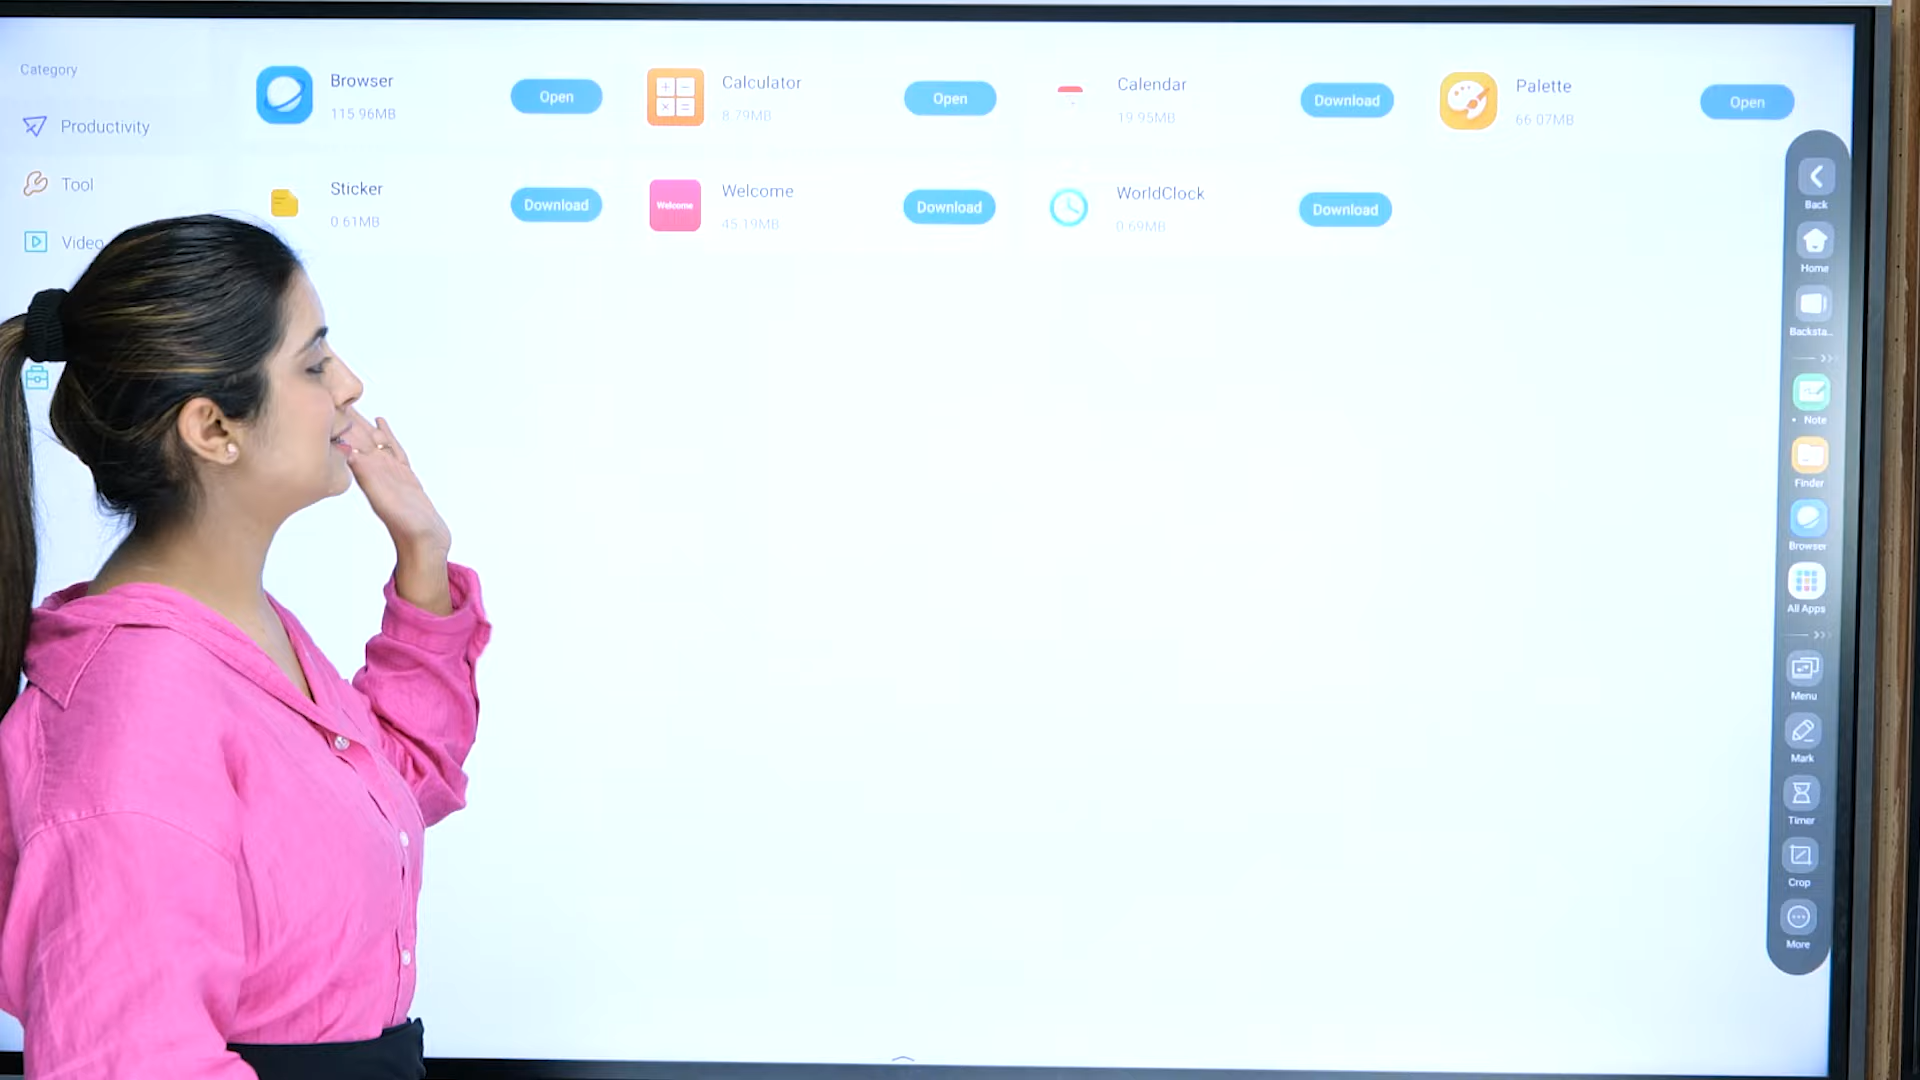 Category
Productivity
Tool
Video
Browser
115.96MB
Open
Calculator
8.79MB
Open
Calendar
19.95MB
Download
Palette
66.07MB
Open
Sticker
0.61MB
Download
Welcome
Welcome
45.19MB
Download
WorldClock
0.69MB
Download
Back
Home
Backsta...
Note
Finder
Browser
All Apps
Menu
Mark
Timer
Crop
More